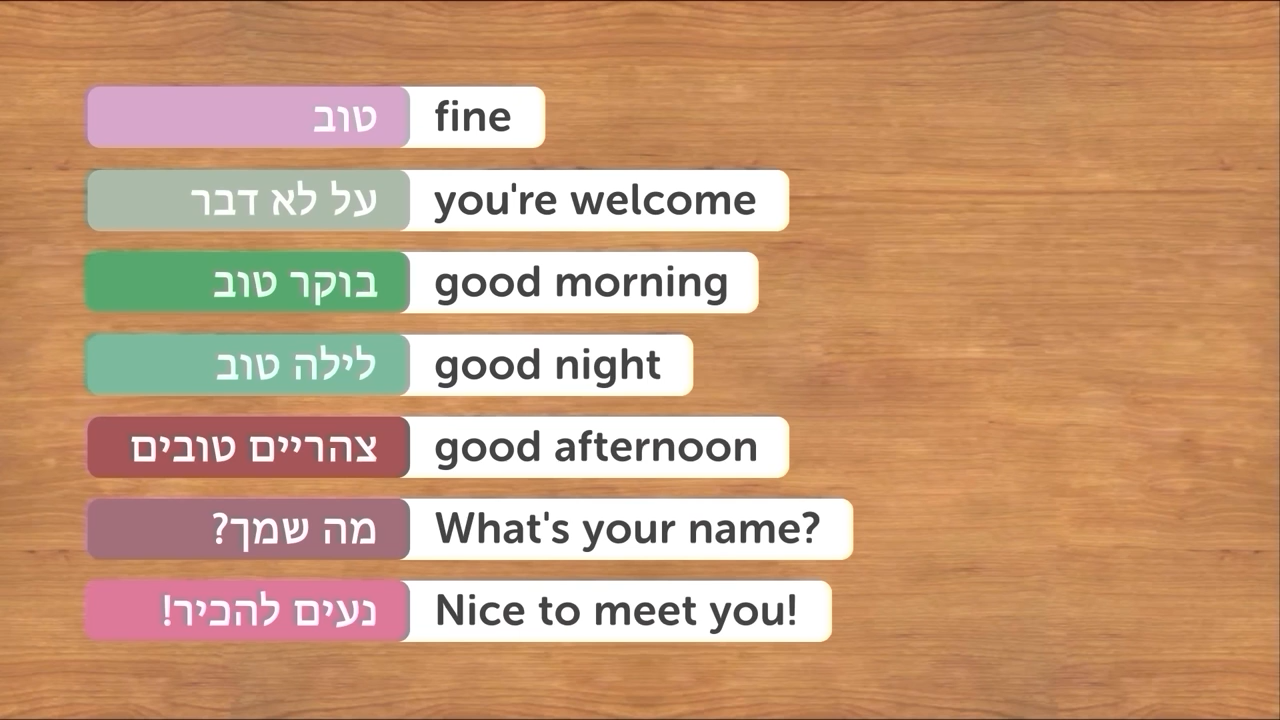 טוב fine
על לא דבר you're welcome
בוקר טוב good morning
לילה טוב good night
צהריים טובים good afternoon
מה שמך? What's your name?
נעים להכיר! Nice to meet you!